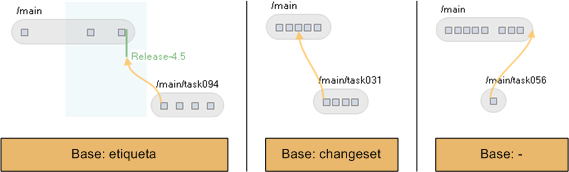 /main
Release-4.5
/main/task094
Base: etiqueta
/main
/main/task031
Base: changeset
/main
/main/task056
Base: -